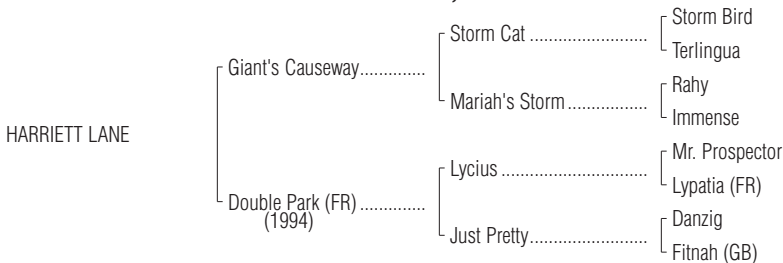 Storm Bird
Storm Cat ......................
Terlingua
Giant's Causeway..............
Rahy
Mariah's Storm.................
Immense
HARRIETT LANE
Mr. Prospector
Lycius ...........................
Lypatia (FR)
Double Park (FR) ..............
(1994)
Danzig
Just Pretty.......................
Fitnah (GB)